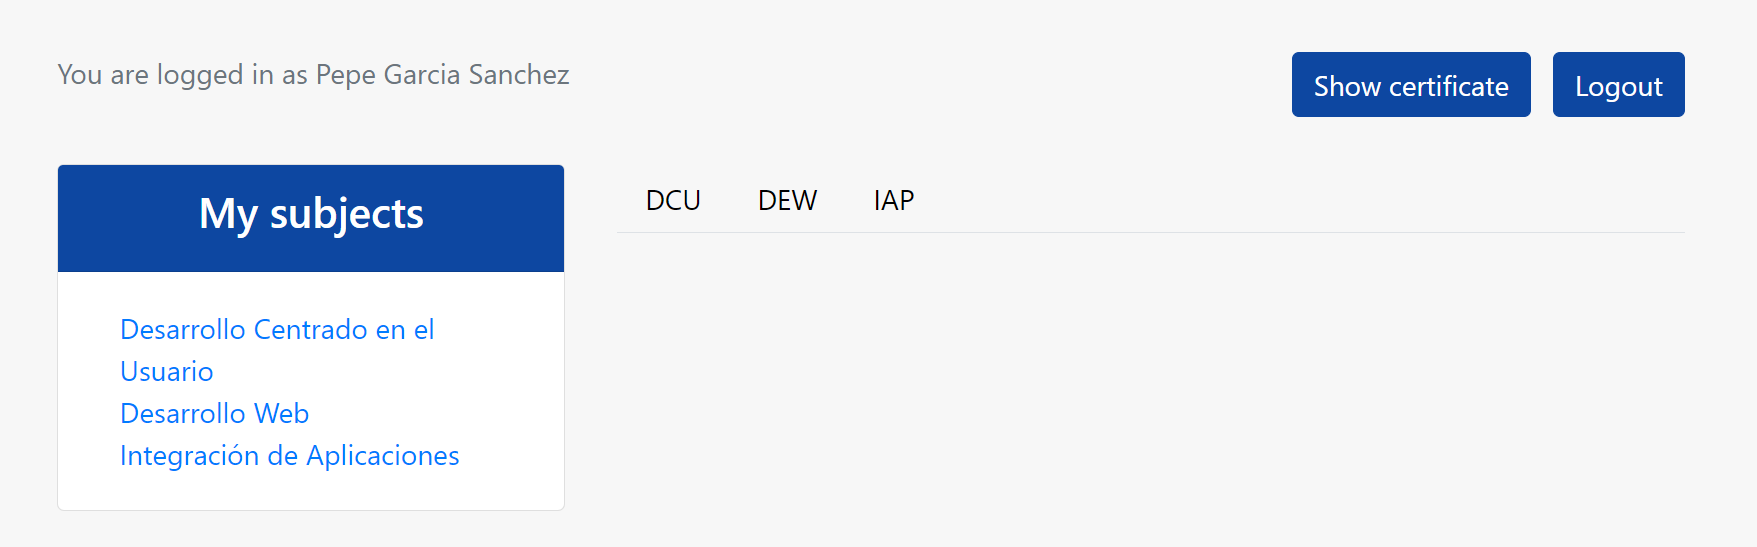 You are logged in as Pepe Garcia Sanchez
Show certificate
Logout
My subjects
Desarrollo Centrado en el
Usuario
Desarrollo Web
Integración de Aplicaciones
DCU
DEW
IAP